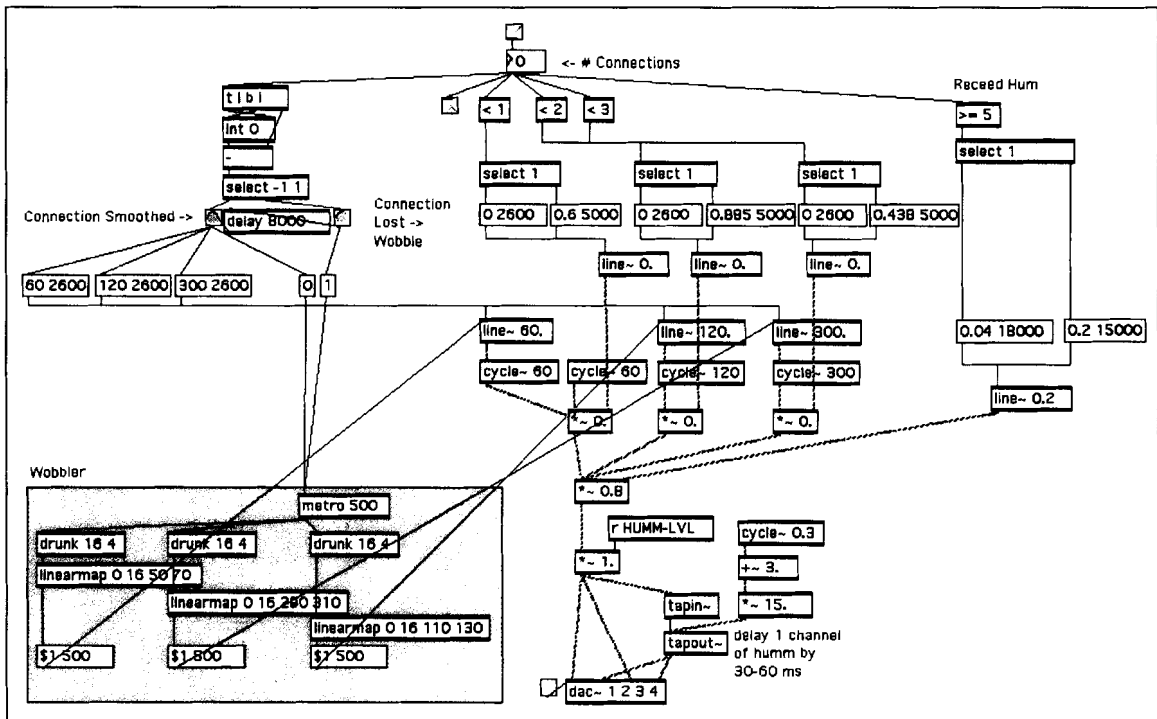 0
<- # Connections
Receed Hum
t l b l
< 1
< 2
< 3
>= 5
int 0
-
select 1
select -1 1
select 1
select 1
select 1
Connection Smoothed ->
delay 8000
Connection
Lost ->
Wobble
0 2600
0.6 5000
0 2600
0.885 5000
0 2600
0.438 5000
line~ 0.
line~ 0.
line~ 0.
60 2600
120 2600
300 2600
0
1
line~ 60.
line~ 120.
line~ 300.
0.04 18000
0.2 15000
cycle~ 60
cycle~ 60
cycle~ 120
cycle~ 300
line~ 0.2
*~ 0.
*~ 0.
*~ 0.
Wobbler
*~ 0.8
metro 500
r HUMM-LVL
cycle~ 0.3
drunk 16 4
drunk 16 4
drunk 16 4
*~ 1.
+~ 3.
linearmap 0 16 50 70
linearmap 0 16 290 310
tapin~
*~ 15.
linearmap 0 16 110 130
$1 500
$1 800
$1 500
tapout~
delay 1 channel
of humm by
30-60 ms
dac~ 1 2 3 4